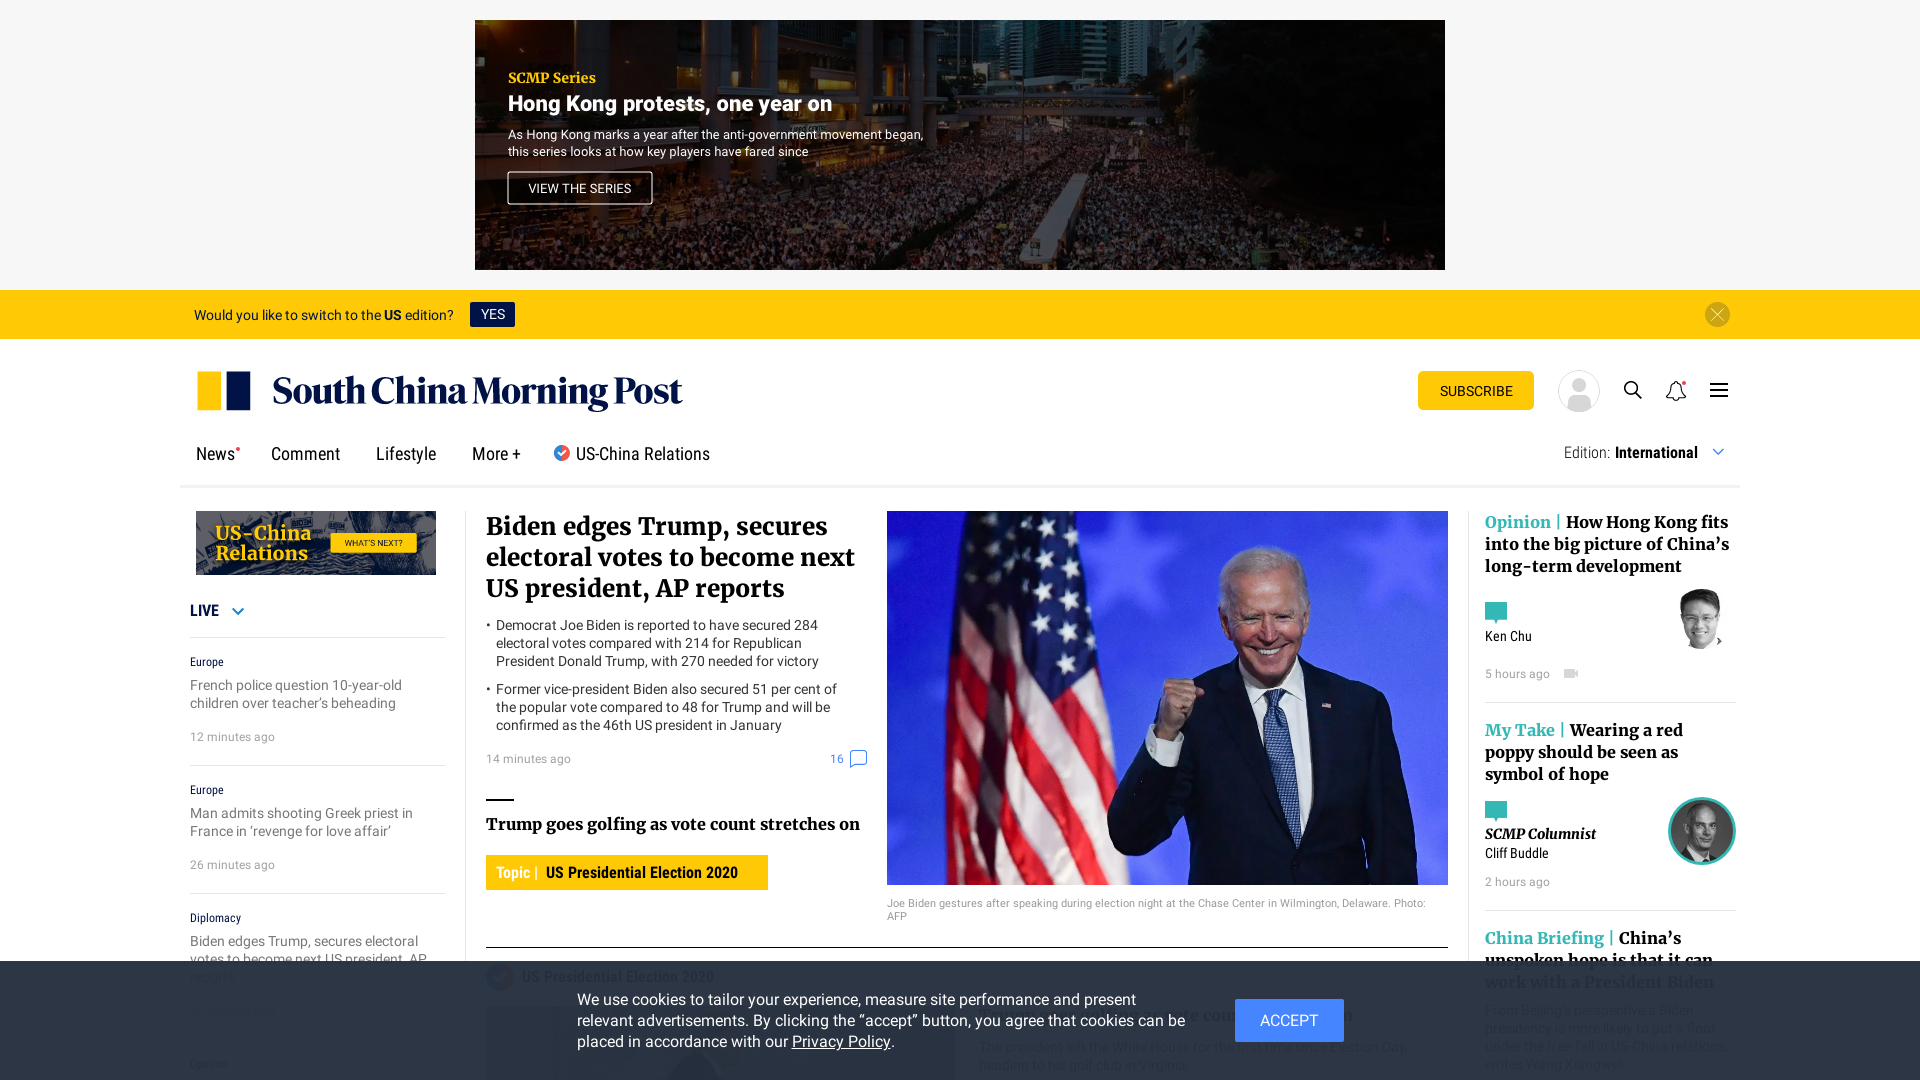 SCMP Series
Hong Kong protests, one year on
As Hong Kong marks a year after the anti-government movement began,
this series looks at how key players have fared since
VIEW THE SERIES
Would you like to switch to the US edition?
YES
South China Morning Post
SUBSCRIBE
News
Comment
Lifestyle
More +
US-China Relations
Edition: International
US-China
Relations
WHAT'S NEXT?
LIVE
Europe
French police question 10-year-old
children over teacher’s beheading
12 minutes ago
Europe
Man admits shooting Greek priest in
France in ‘revenge for love affair’
26 minutes ago
Diplomacy
Biden edges Trump, secures electoral
votes to become next US president, AP
Biden edges Trump, secures
electoral votes to become next
US president, AP reports
• Democrat Joe Biden is reported to have secured 284
electoral votes compared with 214 for Republican
President Donald Trump, with 270 needed for victory
• Former vice-president Biden also secured 51 per cent of
the popular vote compared to 48 for Trump and will be
confirmed as the 46th US president in January
14 minutes ago
16
Trump goes golfing as vote count stretches on
Topic | US Presidential Election 2020
Joe Biden gestures after speaking during election night at the Chase Center in Wilmington, Delaware. Photo:
AFP
US Presidential Election 2020
Opinion | How Hong Kong fits
into the big picture of China’s
long-term development
Ken Chu
5 hours ago
My Take | Wearing a red
poppy should be seen as
symbol of hope
SCMP Columnist
Cliff Buddle
2 hours ago
China Briefing | China’s
unspoken hope is that it can
work with a President Biden
We use cookies to tailor your experience, measure site performance and present
relevant advertisements. By clicking the “accept” button, you agree that cookies can be
placed in accordance with our Privacy Policy.
ACCEPT